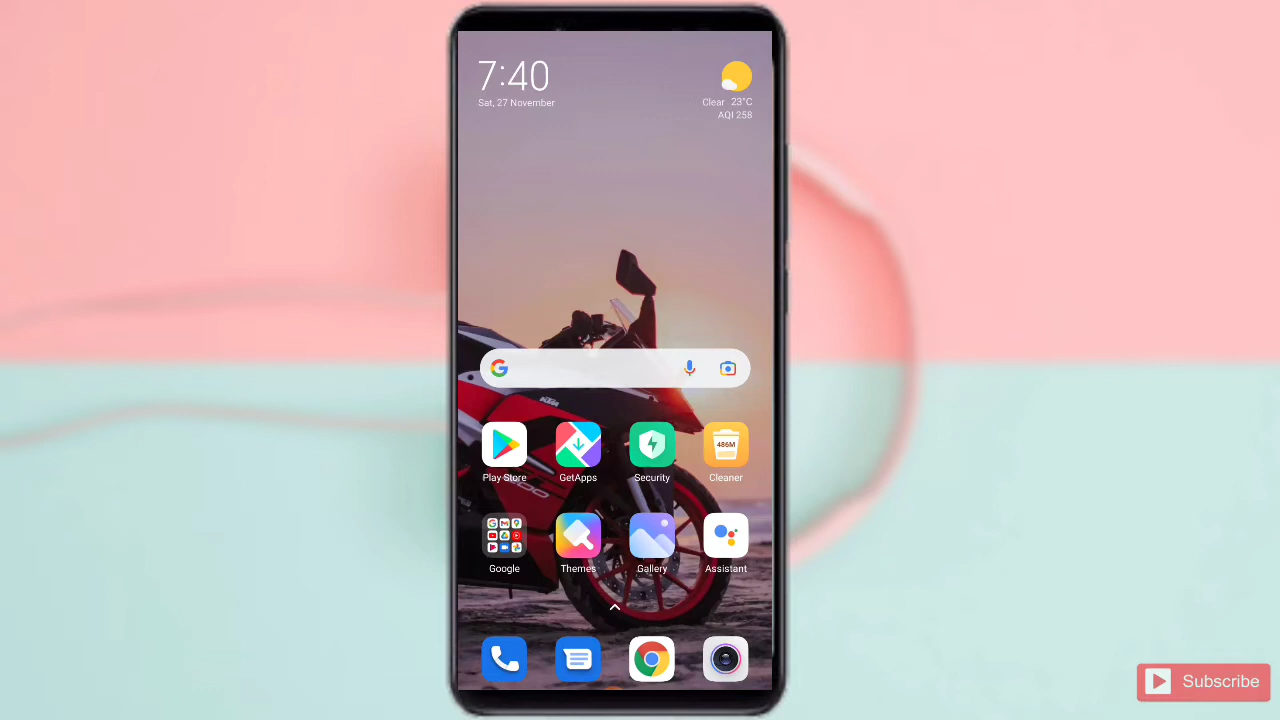 7:40
Sat, 27 November
Clear 23°C
AQI 258
KTM
486M
Play Store
GetApps
Security
Cleaner
Google
Themes
Gallery
Assistant
Subscribe